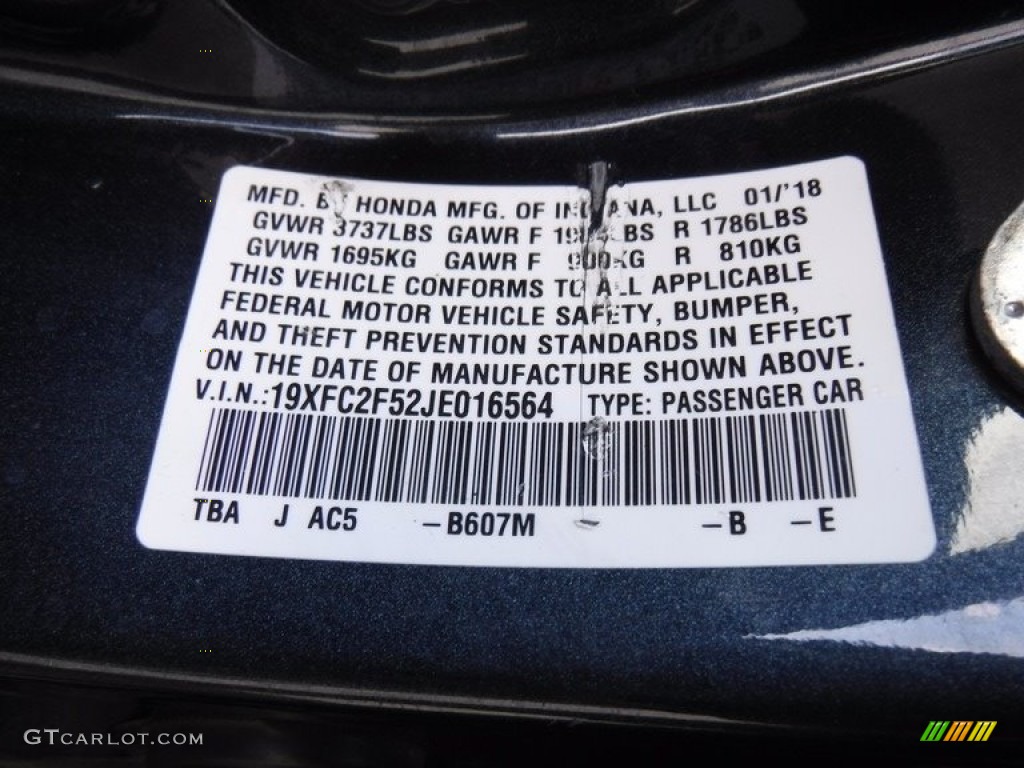 MFD. HONDA MFG. OF LLC 01/'18
GVWR 3737LBS GAWR F R 1786LBS
GVWR 1695KG GAWR F R 810KG
THIS VEHICLE CONFORMS TO ALL APPLICABLE
FEDERAL MOTOR VEHICLE SAFETY, BUMPER,
AND THEFT PREVENTION STANDARDS IN EFFECT
ON THE DATE OF MANUFACTURE SHOWN ABOVE.
V.I.N.:19XFC2F52JE016564 TYPE: PASSENGER CAR
TBA J AC5 -B607M -B -E
GTCARLOT.COM